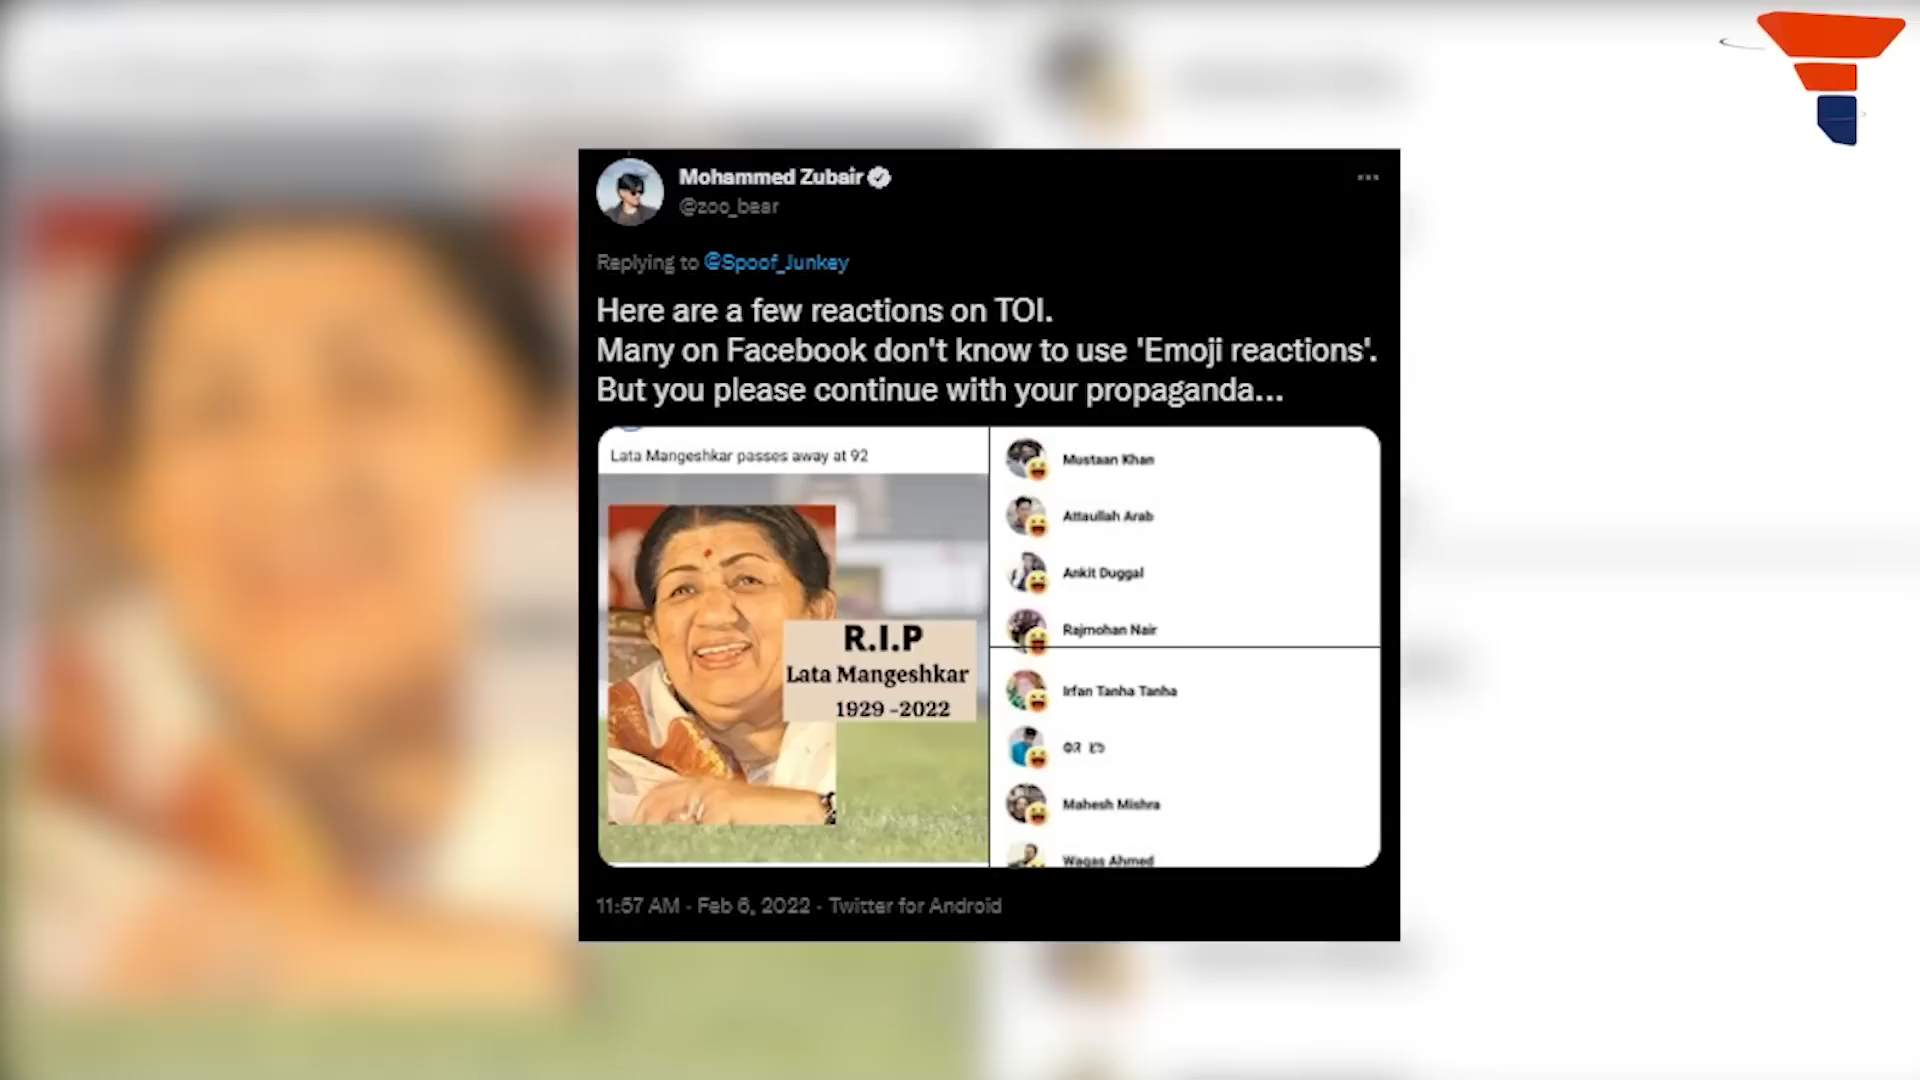 Mohammed Zubair
@zoo_bear
Replying to @Spoof_Junkey
Here are a few reactions on TOI.
Many on Facebook don't know to use 'Emoji reactions'.
But you please continue with your propaganda...
Lata Mangeshkar passes away at 92
R.I.P
Lata Mangeshkar
1929 -2022
Mustaan Khan
Attaullah Arab
Ankit Duggal
Rajmohan Nair
Irfan Tanha Tanha
Mahesh Mishra
Waqas Ahmed
11:57 AM - Feb 6, 2022 - Twitter for Android